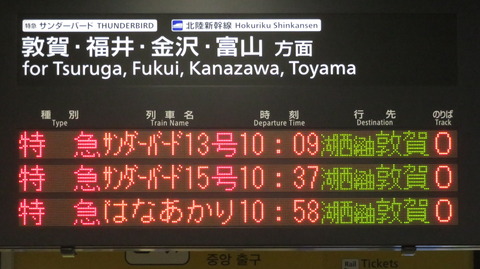 特急 サンダーバード THUNDERBIRD 北陸新幹線 Hokuriku Shinkansen
敦賀・福井・金沢・富山 方面
for Tsuruga, Fukui, Kanazawa, Toyama
種別 列車名 時刻 行先 のりば
Type Train Name Departure Time Destination Track
特急 サンダーバード13号 10:09 湖西線経由 敦賀 0
特急 サンダーバード15号 10:37 湖西線経由 敦賀 0
特急 はなあかり 10:58 湖西線経由 敦賀 0
중앙 출구 Rail Tickets